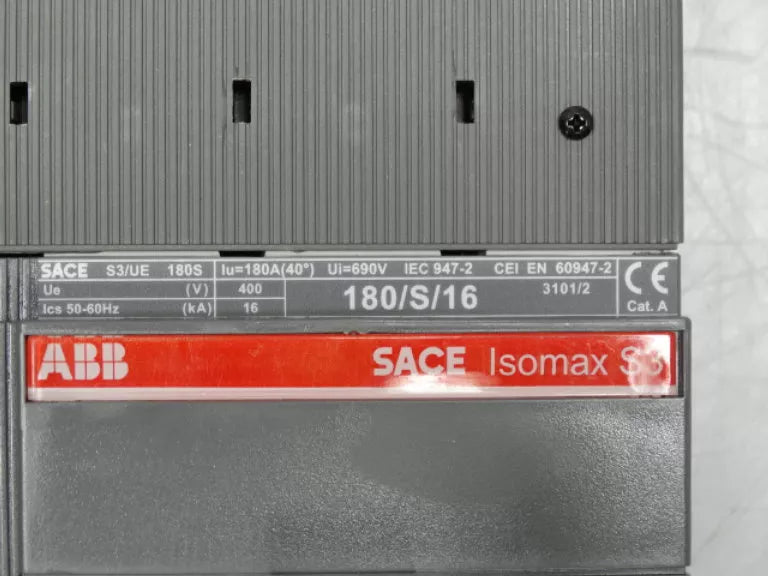 SACE S3/UE 180S Iu=180A(40°) Ui=690V IEC 947-2 CEI EN 60947-2 CE
Ue (V) 400 180/S/16 3101/2
Ics 50-60Hz (kA) 16 Cat. A
ABB SACE Isomax S3